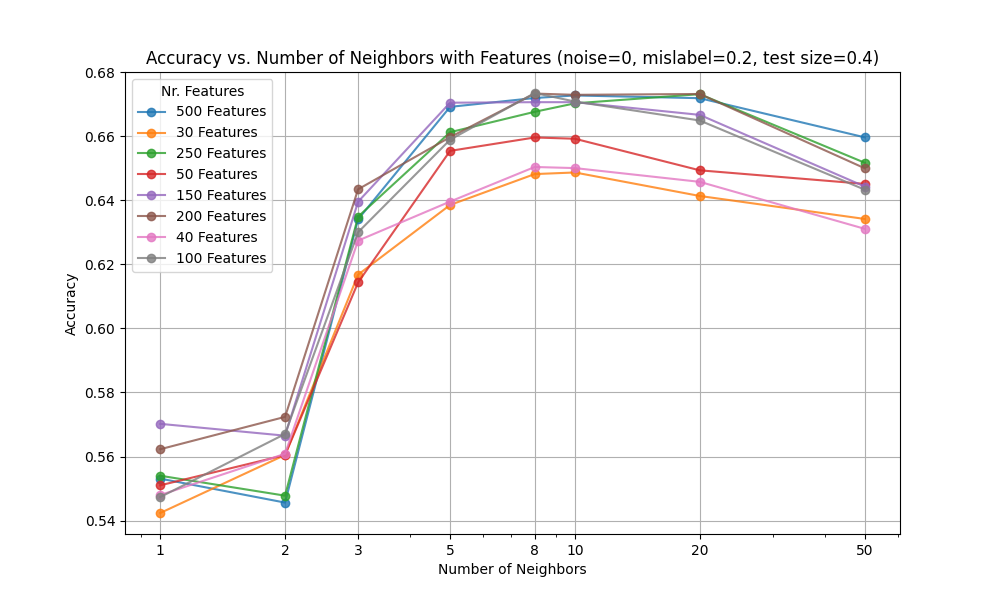 Accuracy vs. Number of Neighbors with Features (noise=0, mislabel=0.2, test size=0.4)
Nr. Features
500 Features
30 Features
250 Features
50 Features
150 Features
200 Features
40 Features
100 Features
Accuracy
0.68
0.66
0.64
0.62
0.60
0.58
0.56
0.54
1 2 3 5 8 10 20 50
Number of Neighbors